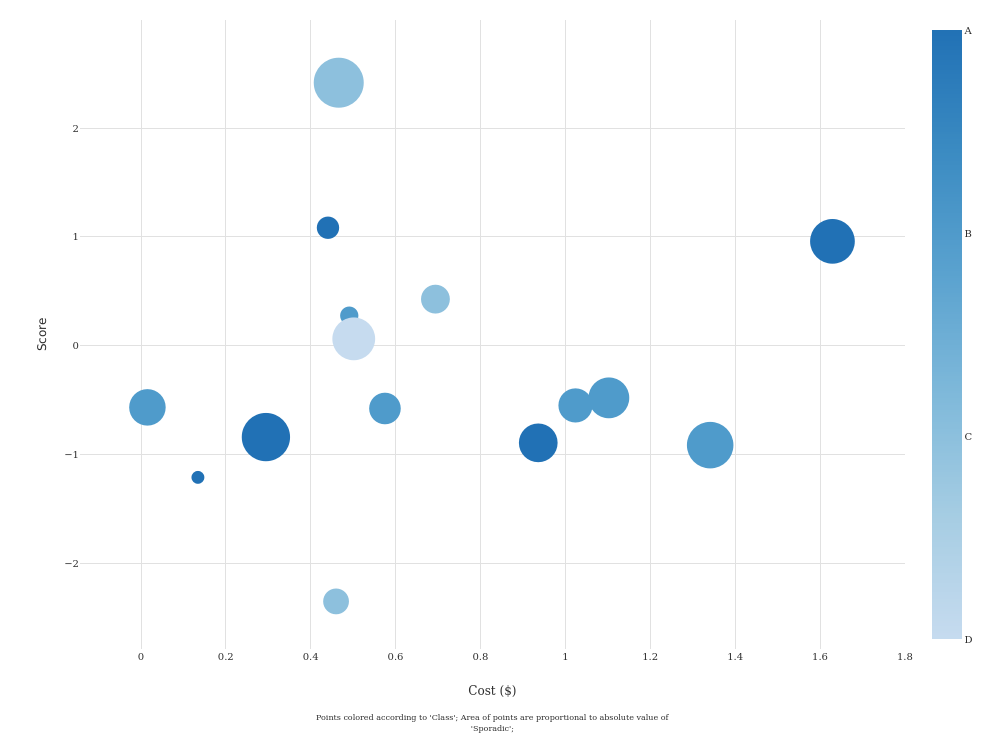 A
B
C
D
2
1
0
−1
−2
Score
0
0.2
0.4
0.6
0.8
1
1.2
1.4
1.6
1.8
Cost ($)
Points colored according to 'Class'; Area of points are proportional to absolute value of
'Sporadic';